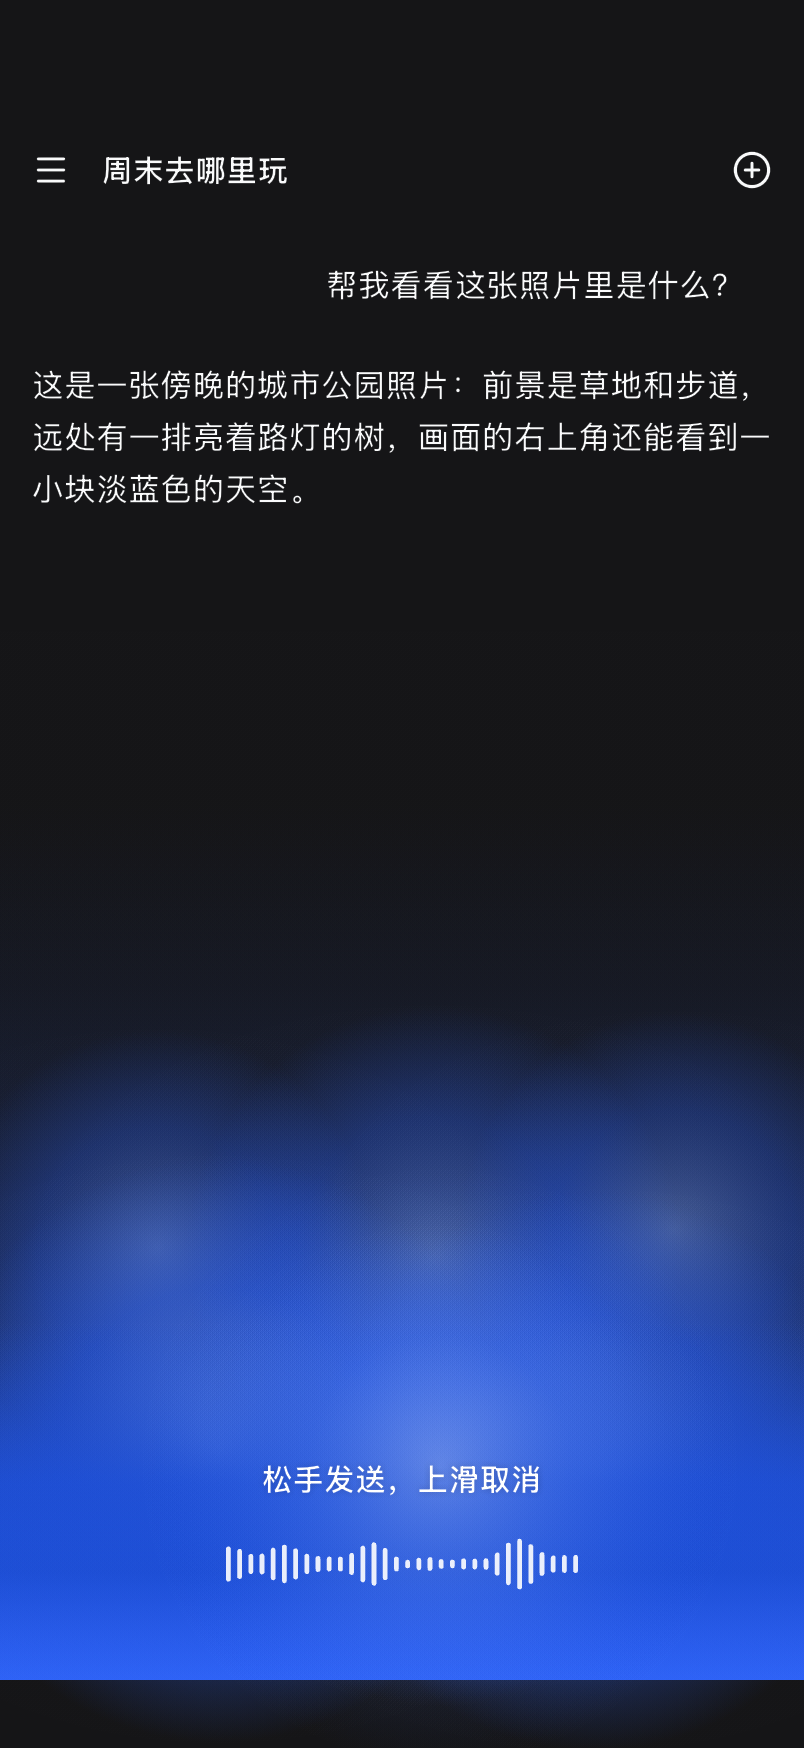 周末去哪里玩
帮我看看这张照片里是什么？
这是一张傍晚的城市公园照片：前景是草地和步道，
远处有一排亮着路灯的树，画面的右上角还能看到一
小块淡蓝色的天空。
松手发送，上滑取消